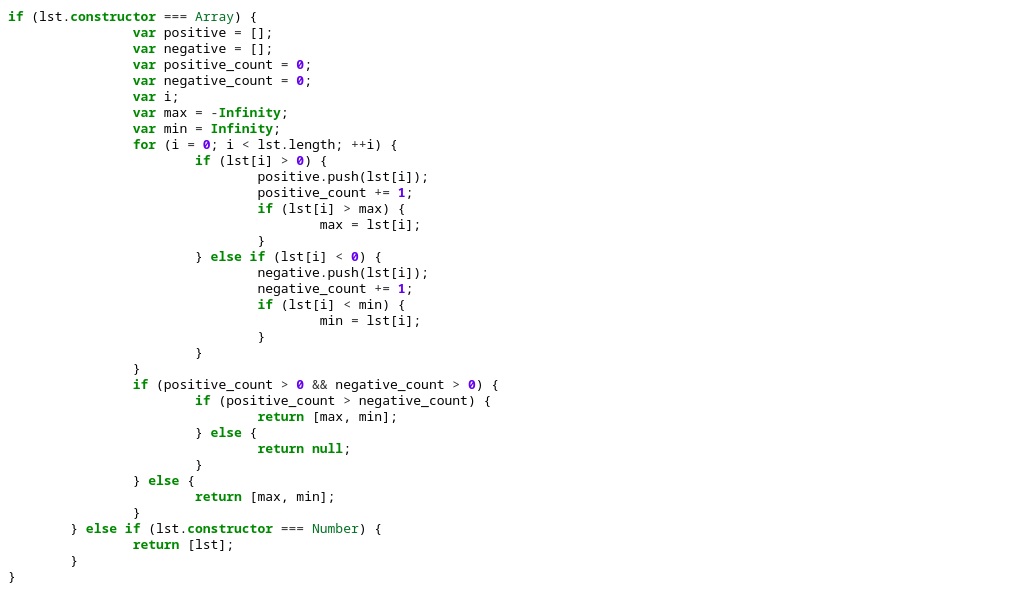 if (lst.constructor === Array) {
                var positive = [];
                var negative = [];
                var positive_count = 0;
                var negative_count = 0;
                var i;
                var max = -Infinity;
                var min = Infinity;
                for (i = 0; i < lst.length; ++i) {
                        if (lst[i] > 0) {
                                positive.push(lst[i]);
                                positive_count += 1;
                                if (lst[i] > max) {
                                        max = lst[i];
                                }
                        } else if (lst[i] < 0) {
                                negative.push(lst[i]);
                                negative_count += 1;
                                if (lst[i] < min) {
                                        min = lst[i];
                                }
                        }
                }
                if (positive_count > 0 && negative_count > 0) {
                        if (positive_count > negative_count) {
                                return [max, min];
                        } else {
                                return null;
                        }
                } else {
                        return [max, min];
                }
        } else if (lst.constructor === Number) {
                return [lst];
        }
}